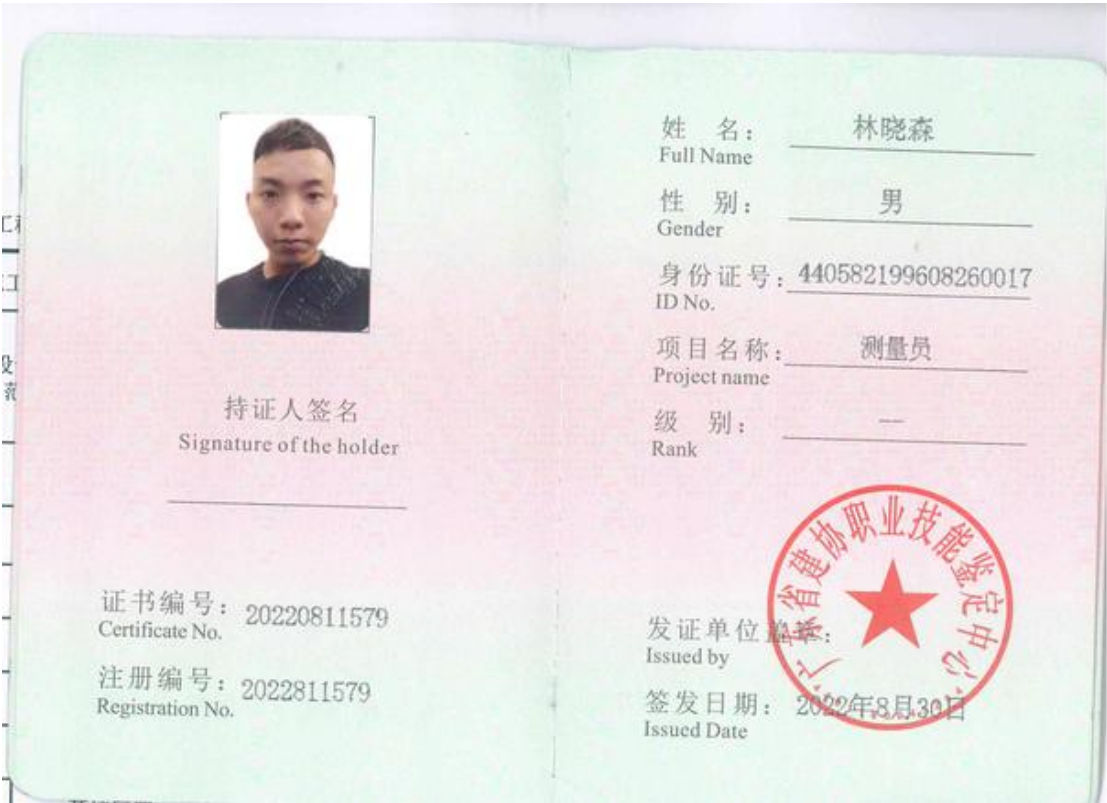 持证人签名
Signature of the holder
证书编号：20220811579
Certificate No.
注册编号：2022811579
Registration No.
姓 名：林晓森
Full Name
性 别：男
Gender
身份证号：440582199608260017
ID No.
项目名称：测量员
Project name
级 别：一
Rank
广东省建协职业技能鉴定中心
发证单位盖章：
Issued by
签发日期：2022年8月30日
Issued Date